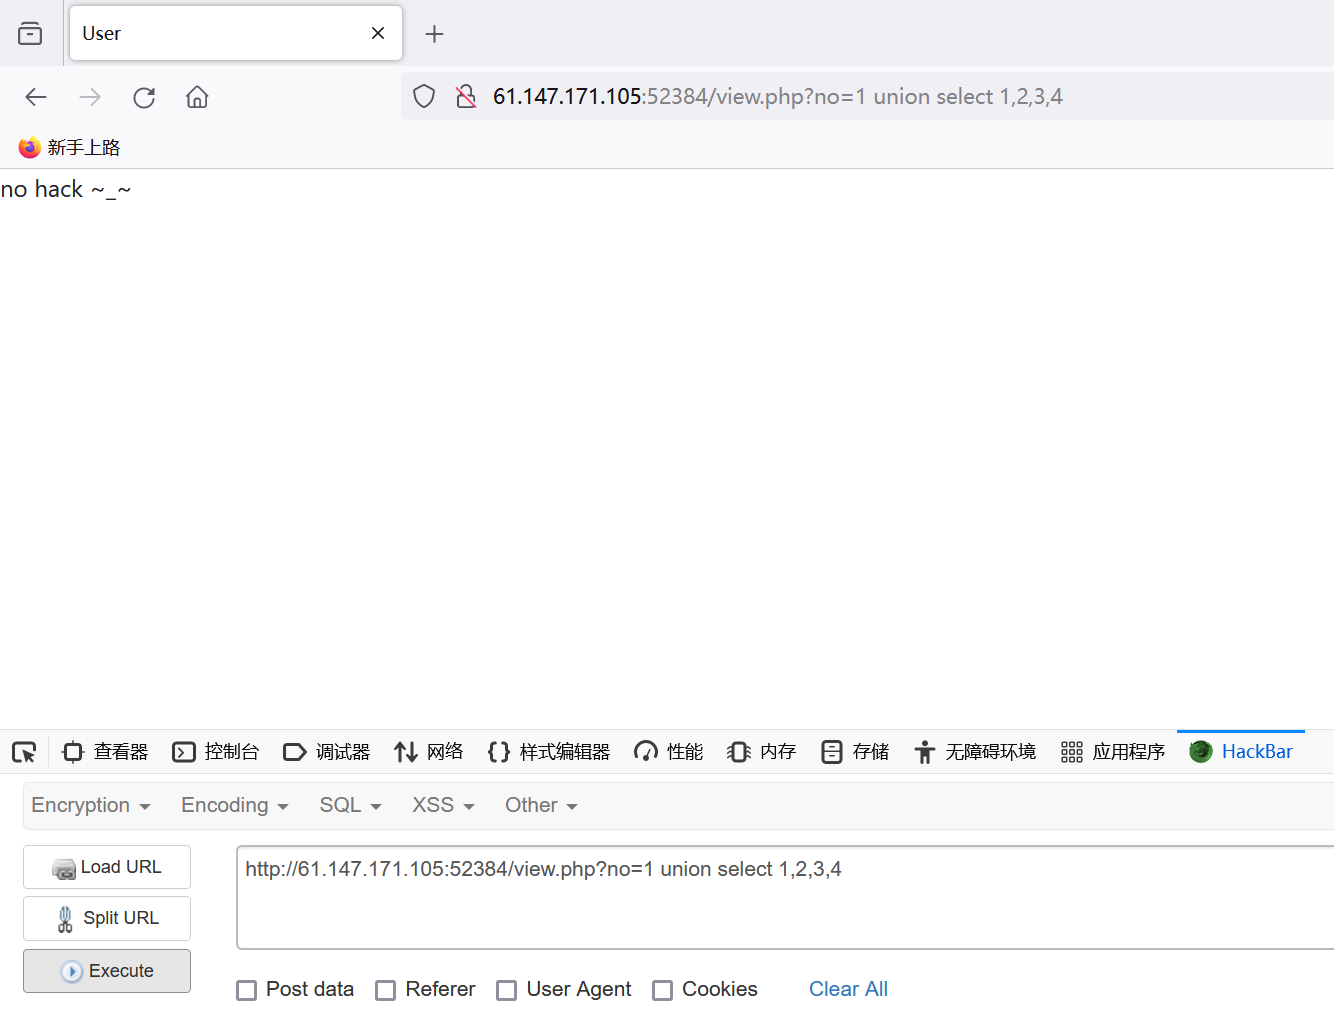 User
61.147.171.105:52384/view.php?no=1 union select 1,2,3,4
新手上路
no hack ~_~
查看器 控制台 调试器 网络 样式编辑器 性能 内存 存储 无障碍环境 应用程序 HackBar
Encryption Encoding SQL XSS Other
Load URL
http://61.147.171.105:52384/view.php?no=1 union select 1,2,3,4
Split URL
Execute
Post data Referer User Agent Cookies Clear All